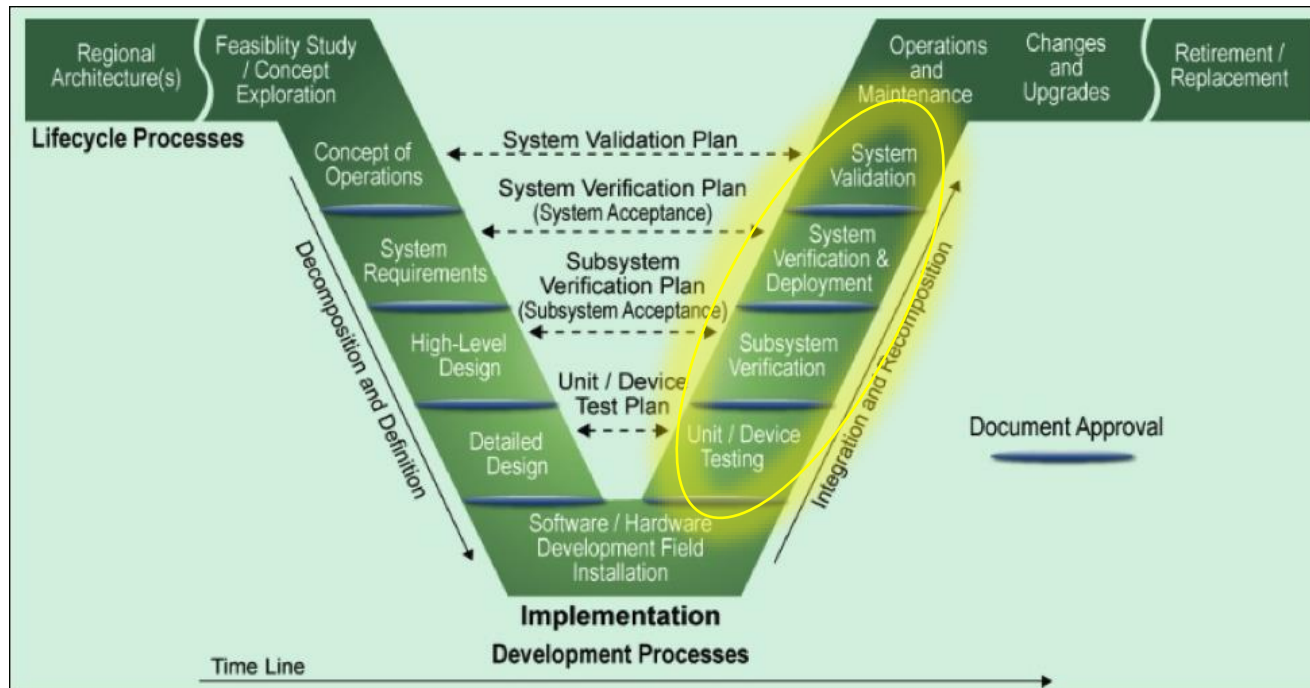 Regional
Architecture(s)
Feasiblity Study
/ Concept
Exploration
Operations
and
Maintenance
Changes
and
Upgrades
Retirement /
Replacement
Lifecycle Processes
Concept of
Operations
System Validation Plan
System
Validation
System Verification Plan
(System Acceptance)
System
Requirements
System
Verification &
Deployment
Subsystem
Verification Plan
(Subsystem Acceptance)
High-Level
Design
Subsystem
Verification
Unit / Device
Test Plan
Detailed
Design
Unit / Device
Testing
Decomposition and Definition
Integration and Recomposition
Document Approval
Software / Hardware
Development Field
Installation
Implementation
Development Processes
Time Line